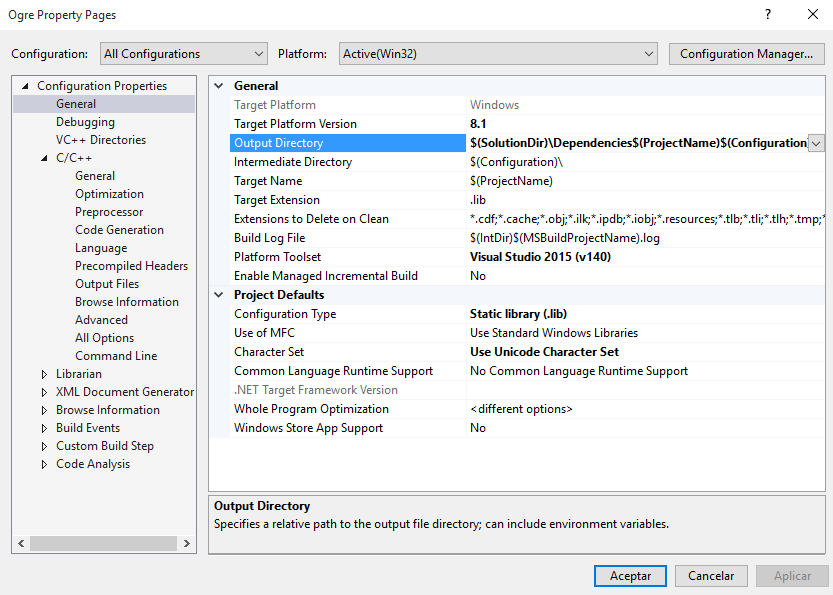 Ogre Property Pages
?
Configuration: All Configurations Platform: Active(Win32) Configuration Manager...
Configuration Properties
General
Debugging
VC++ Directories
C/C++
General
Optimization
Preprocessor
Code Generation
Language
Precompiled Headers
Output Files
Browse Information
Advanced
All Options
Command Line
Librarian
XML Document Generator
Browse Information
Build Events
Custom Build Step
Code Analysis
General
Target Platform Windows
Target Platform Version 8.1
Output Directory $(SolutionDir)\Dependencies$(ProjectName)$(Configuration
Intermediate Directory $(Configuration)\
Target Name $(ProjectName)
Target Extension .lib
Extensions to Delete on Clean *.cdf;*.cache;*.obj;*.ilk;*.ipdb;*.iobj;*.resources;*.tlb;*.tli;*.tlh;*.tmp;*
Build Log File $(IntDir)$(MSBuildProjectName).log
Platform Toolset Visual Studio 2015 (v140)
Enable Managed Incremental Build No
Project Defaults
Configuration Type Static library (.lib)
Use of MFC Use Standard Windows Libraries
Character Set Use Unicode Character Set
Common Language Runtime Support No Common Language Runtime Support
.NET Target Framework Version
Whole Program Optimization <different options>
Windows Store App Support No
Output Directory
Specifies a relative path to the output file directory; can include environment variables.
Aceptar Cancelar Aplicar